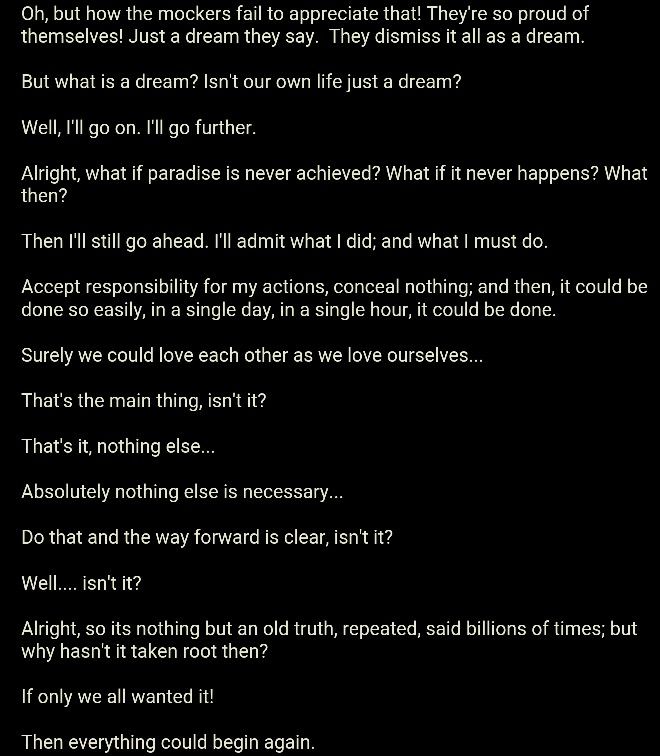 Oh, but how the mockers fail to appreciate that! They're so proud of
themselves! Just a dream they say.  They dismiss it all as a dream.
But what is a dream? Isn't our own life just a dream?
Well, I'll go on. I'll go further.
Alright, what if paradise is never achieved? What if it never happens? What
then?
Then I'll still go ahead. I'll admit what I did; and what I must do.
Accept responsibility for my actions, conceal nothing; and then, it could be
done so easily, in a single day, in a single hour, it could be done.
Surely we could love each other as we love ourselves...
That's the main thing, isn't it?
That's it, nothing else...
Absolutely nothing else is necessary...
Do that and the way forward is clear, isn't it?
Well.... isn't it?
Alright, so its nothing but an old truth, repeated, said billions of times; but
why hasn't it taken root then?
If only we all wanted it!
Then everything could begin again.